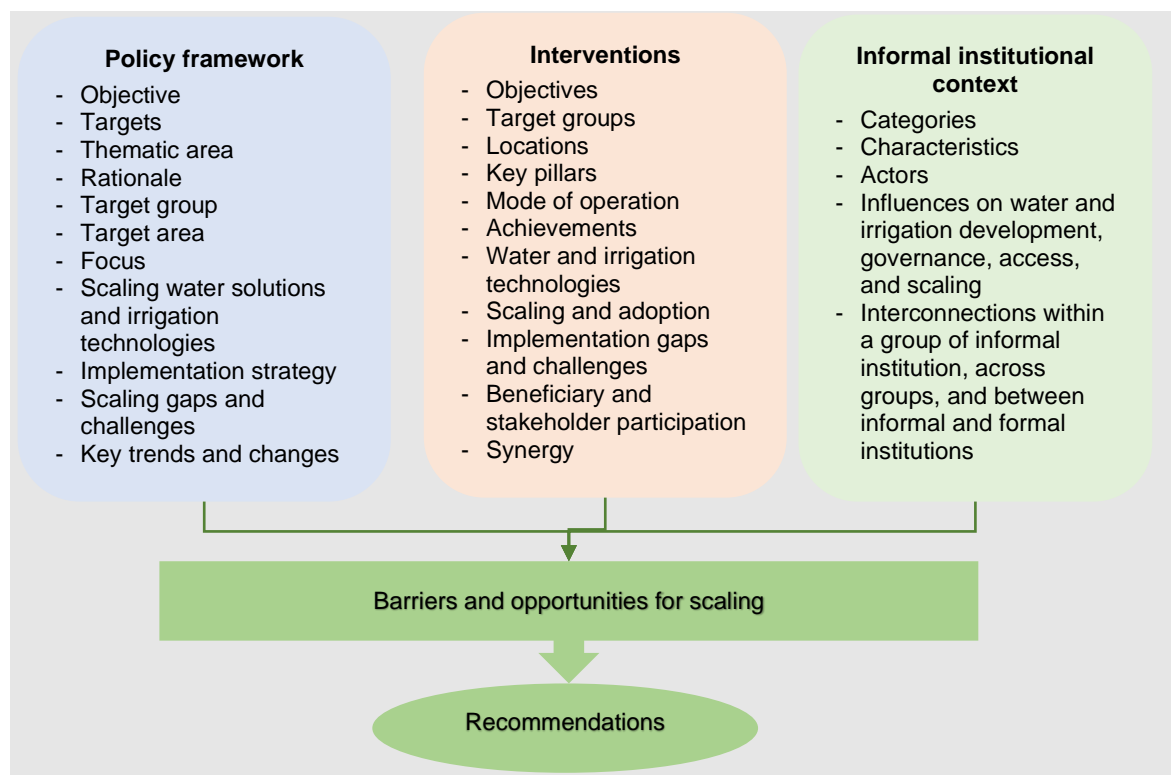 Policy framework
- Objective
- Targets
- Thematic area
- Rationale
- Target group
- Target area
- Focus
- Scaling water solutions
and irrigation
technologies
- Implementation strategy
- Scaling gaps and
challenges
- Key trends and changes
Interventions
- Objectives
- Target groups
- Locations
- Key pillars
- Mode of operation
- Achievements
- Water and irrigation
technologies
- Scaling and adoption
- Implementation gaps
and challenges
- Beneficiary and
stakeholder participation
- Synergy
Informal institutional
context
- Categories
- Characteristics
- Actors
- Influences on water and
irrigation development,
governance, access,
and scaling
- Interconnections within
a group of informal
institution, across
groups, and between
informal and formal
institutions
Barriers and opportunities for scaling
Recommendations